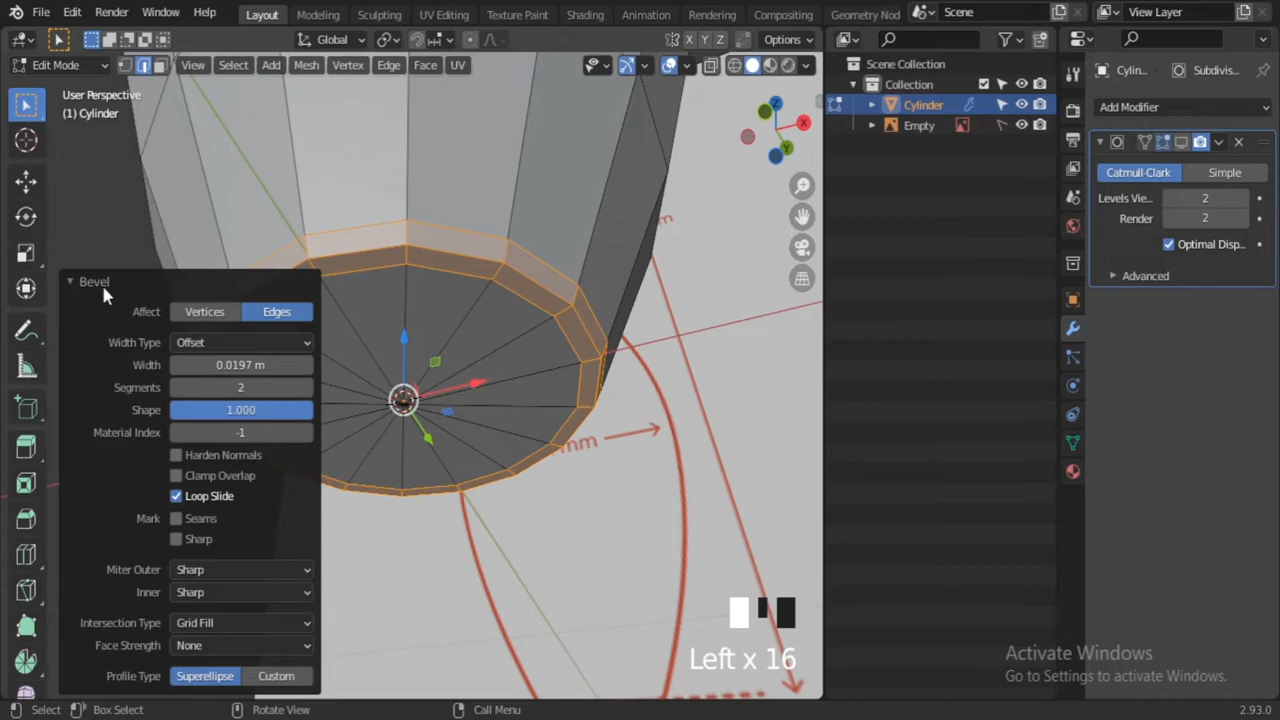 File Edit Render Window Help Layout Modeling Sculpting UV Editing Texture Paint Shading Animation Rendering Compositing Geometry Nod Scene View Layer
Global X Y Z Options
Edit Mode View Select Add Mesh Vertex Edge Face UV
User Perspective
(1) Cylinder
Z
X
Y
Scene Collection
Collection
Cylinder
Empty
Cylin... Subdivis...
Add Modifier
Catmull-Clark Simple
Levels Vie... 2
Render 2
Optimal Disp...
Advanced
Bevel
Affect Vertices Edges
Width Type Offset
Width 0.0197 m
Segments 2
Shape 1.000
Material Index -1
Harden Normals
Clamp Overlap
Loop Slide
Mark Seams
Sharp
Miter Outer Sharp
Inner Sharp
Intersection Type Grid Fill
Face Strength None
Profile Type Superellipse Custom
m
mm
Left x 16
Activate Windows
Go to Settings to activate Windows.
Select Box Select Rotate View Call Menu 2.93.0